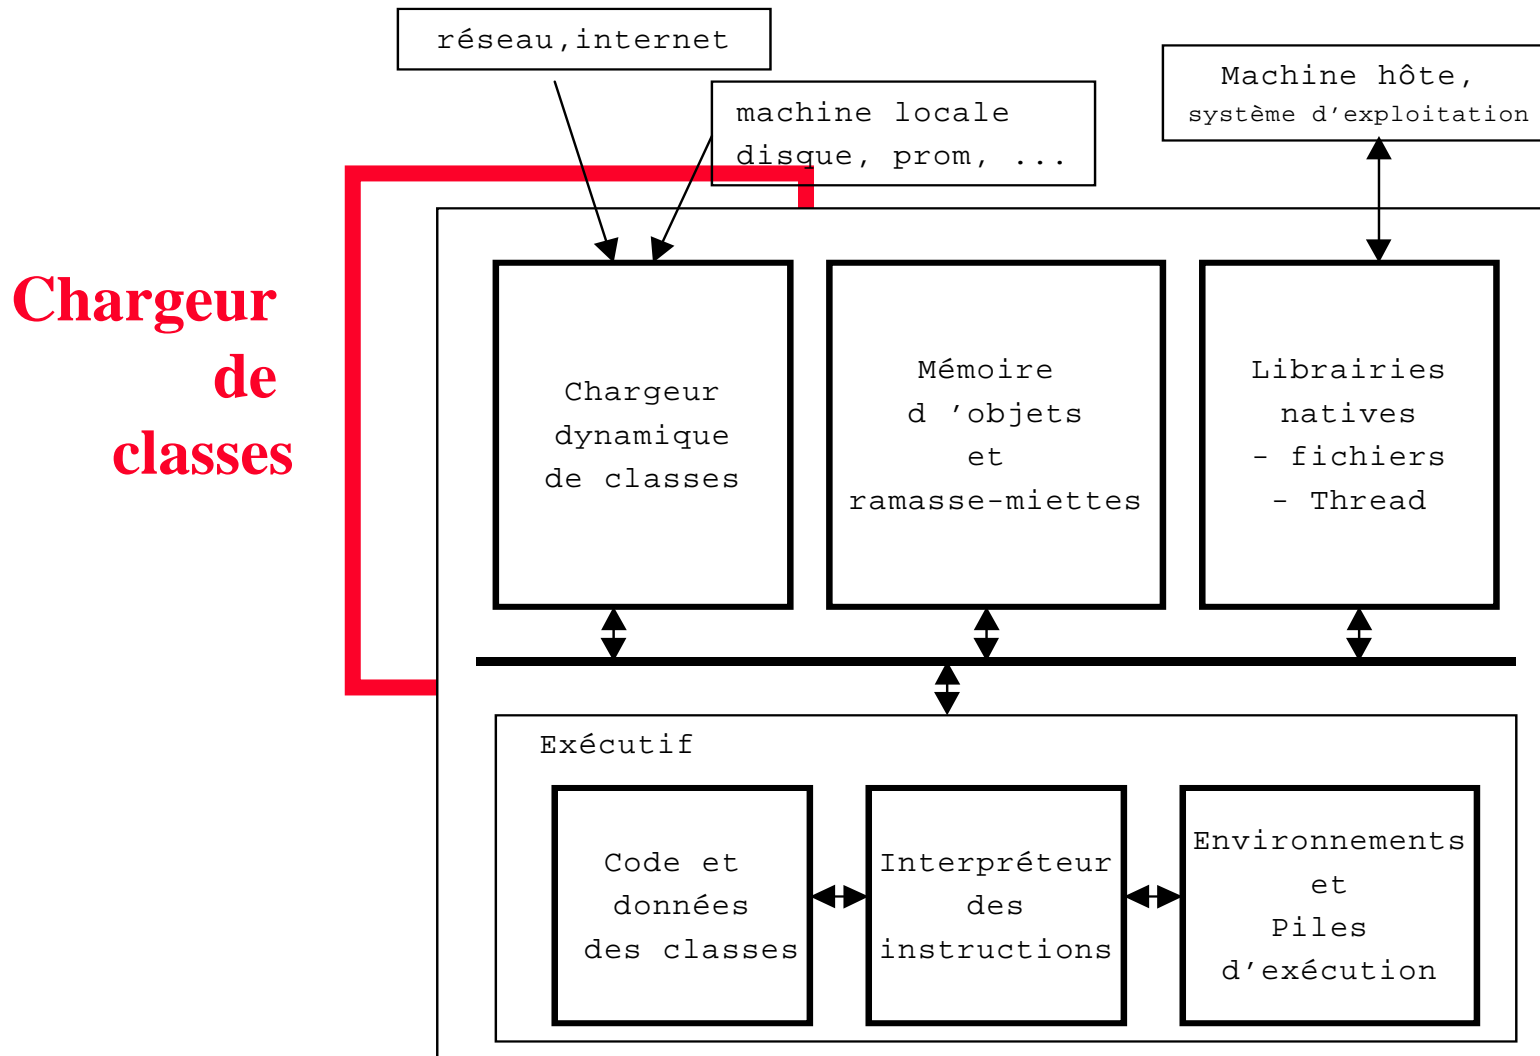 réseau,internet
machine locale
disque, prom, ...
Machine hôte,
système d’exploitation
Chargeur
de
classes
Chargeur
dynamique
de classes
Mémoire
d ’objets
et
ramasse-miettes
Librairies
natives
- fichiers
- Thread
Exécutif
Code et
données
des classes
Interpréteur
des
instructions
Environnements
et
Piles
d’exécution